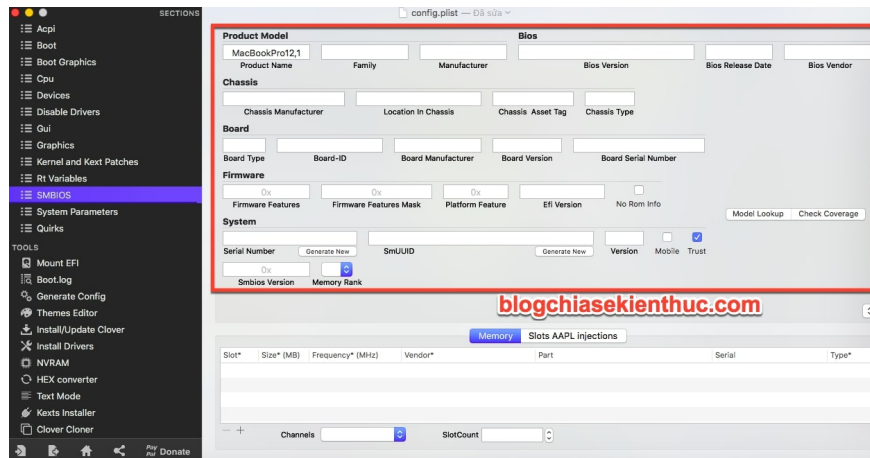 SECTIONS
config.plist — Đã sửa
Acpi
Boot
Boot Graphics
Cpu
Devices
Disable Drivers
Gui
Graphics
Kernel and Kext Patches
Rt Variables
SMBIOS
System Parameters
Quirks
TOOLS
Mount EFI
Boot.log
Generate Config
Themes Editor
Install/Update Clover
Install Drivers
NVRAM
HEX converter
Text Mode
Kexts Installer
Clover Cloner
Pay Pal Donate
Product Model Bios
MacBookPro12,1
Product Name Family Manufacturer Bios Version Bios Release Date Bios Vendor
Chassis
Chassis Manufacturer Location In Chassis Chassis Asset Tag Chassis Type
Board
Board Type Board-ID Board Manufacturer Board Version Board Serial Number
Firmware
0x 0x 0x
Firmware Features Firmware Features Mask Platform Feature Efi Version No Rom Info
Model Lookup Check Coverage
System
Serial Number Generate New SmUUID Generate New Version Mobile Trust
0x
Smbios Version Memory Rank
blogchiasekienthuc.com
Memory Slots AAPL injections
Slot* Size* (MB) Frequency* (MHz) Vendor* Part Serial Type*
Channels SlotCount